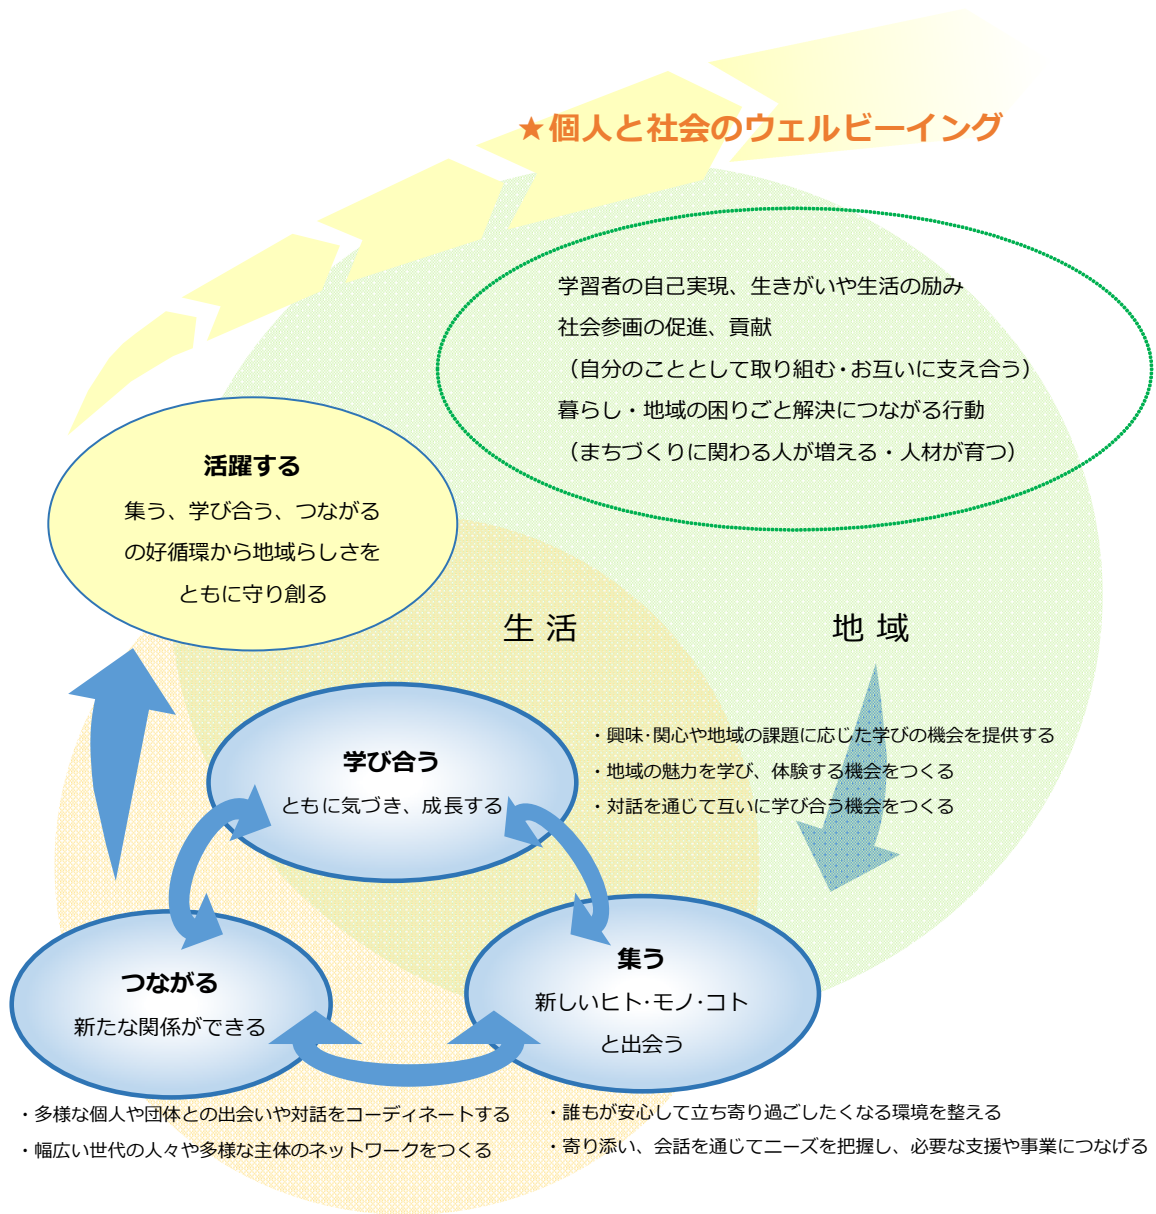 ★個人と社会のウェルビーイング
学習者の自己実現、生きがいや生活の励み
社会参画の促進、貢献
（自分のこととして取り組む・お互いに支え合う）
暮らし・地域の困りごと解決につながる行動
（まちづくりに関わる人が増える・人材が育つ）
活躍する
集う、学び合う、つながる
の好循環から地域らしさを
ともに守り創る
生 活
地 域
学び合う
ともに気づき、成長する
・興味・関心や地域の課題に応じた学びの機会を提供する
・地域の魅力を学び、体験する機会をつくる
・対話を通じて互いに学び合う機会をつくる
つながる
新たな関係ができる
集う
新しいヒト・モノ・コト
と出会う
・多様な個人や団体との出会いや対話をコーディネートする
・幅広い世代の人々や多様な主体のネットワークをつくる
・誰もが安心して立ち寄り過ごしたくなる環境を整える
・寄り添い、会話を通じてニーズを把握し、必要な支援や事業につなげる